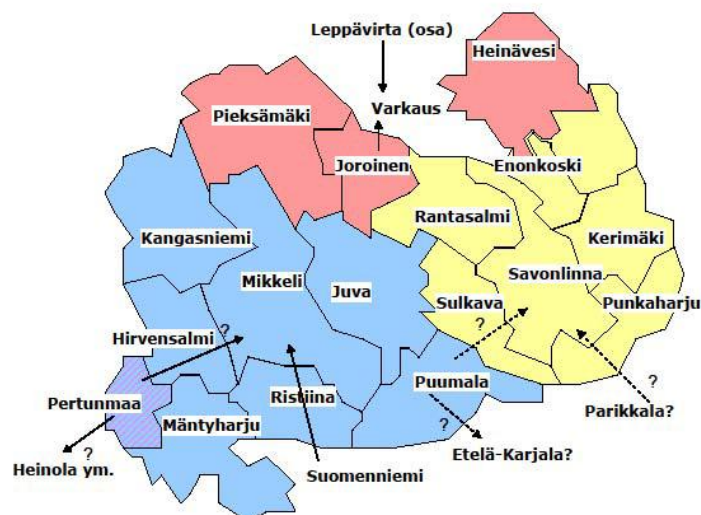 Leppävirta (osa)
Heinävesi
Varkaus
Pieksämäki
Joroinen
Enonkoski
Rantasalmi
Kangasniemi
Kerimäki
Mikkeli
Savonlinna
Juva
Sulkava
Punkaharju
Hirvensalmi
?
?
Puumala
?
Pertunmaa
Ristiina
Parikkala?
Mäntyharju
?
?
Etelä-Karjala?
Heinola ym.
Suomenniemi